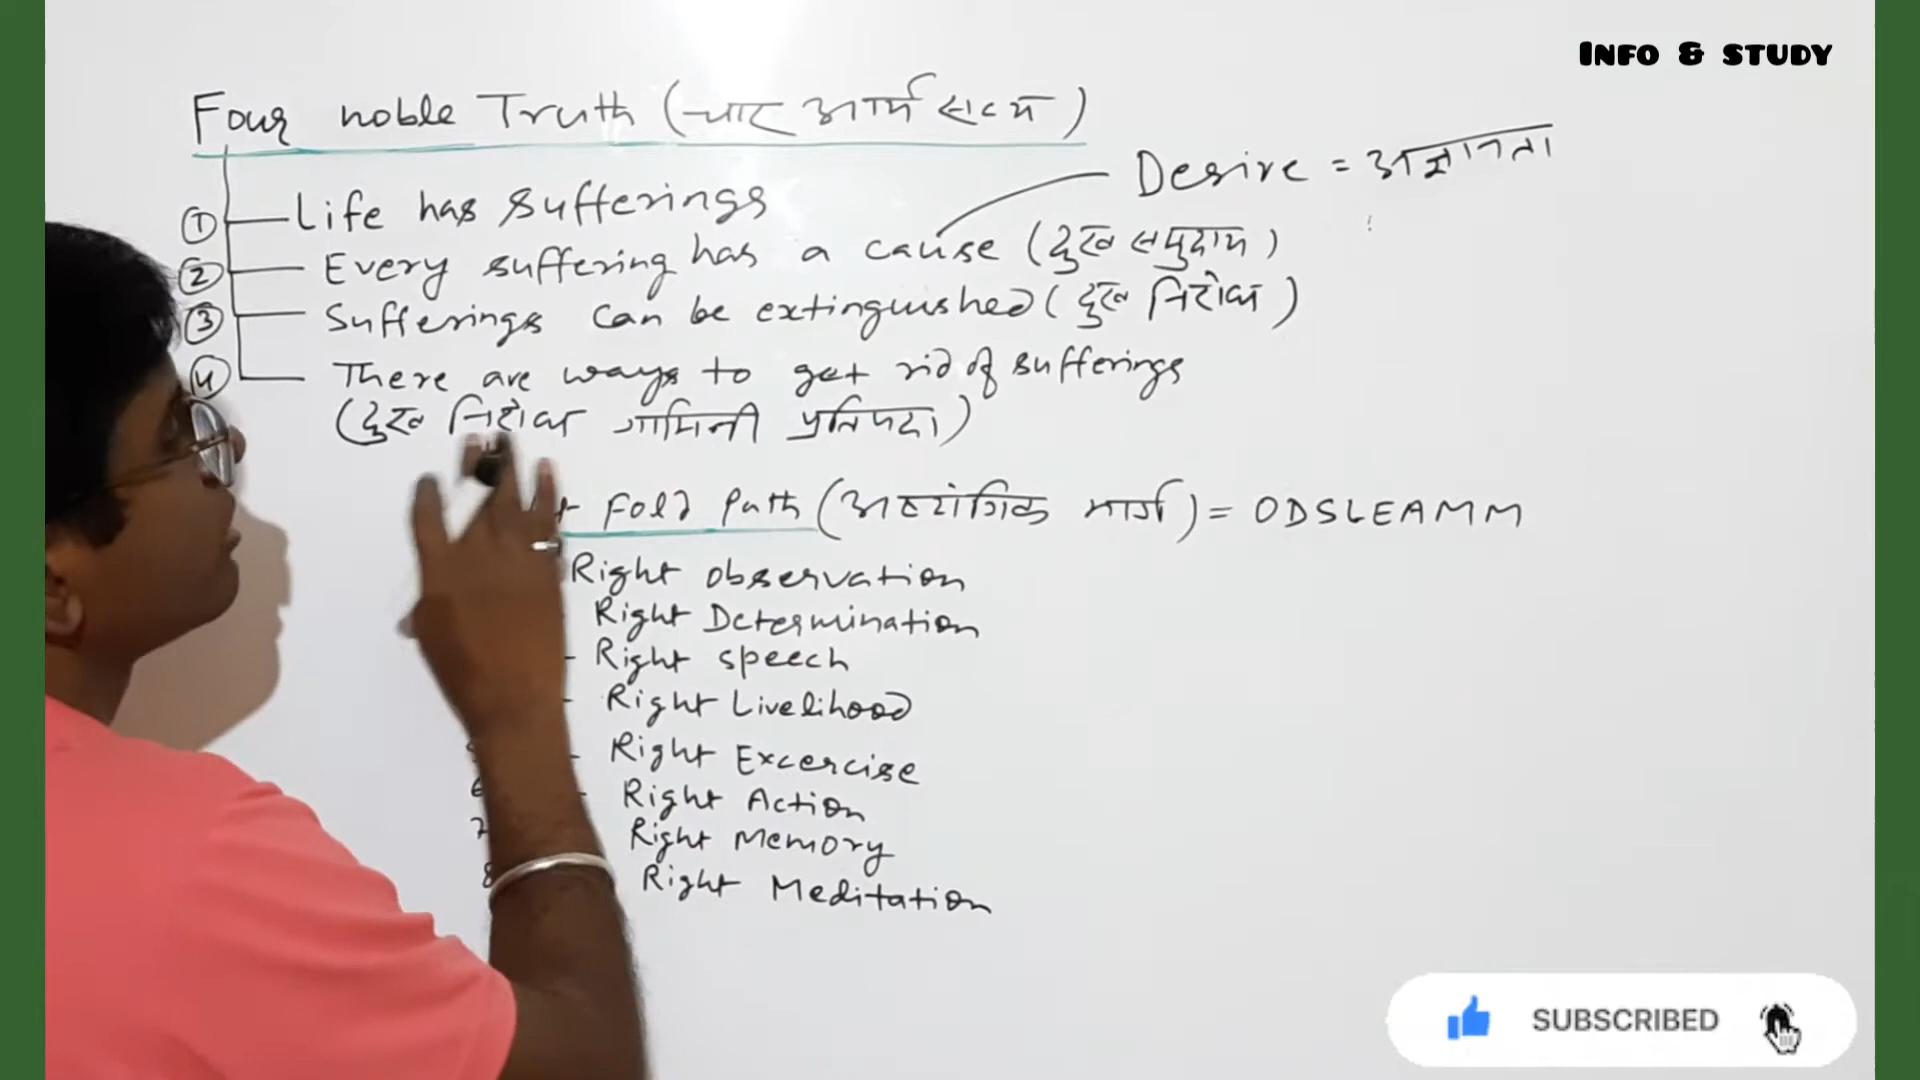 INFO & STUDY
Four noble Truth (चार आर्य सत्य)
Desire = अज्ञानता
① Life has sufferings
② Every suffering has a cause (दुख समुदाय)
③ Sufferings can be extinguished (दुख निरोध)
④ There are ways to get rid of sufferings
(दुख निरोध गामिनी प्रतिपदा)
Fold Path (अष्टांगिक मार्ग) = ODSLEAMM
Right observation
Right Determination
- Right speech
- Right Livelihood
- Right Excercise
6 - Right Action
7 Right Memory
8 Right Meditation
SUBSCRIBED